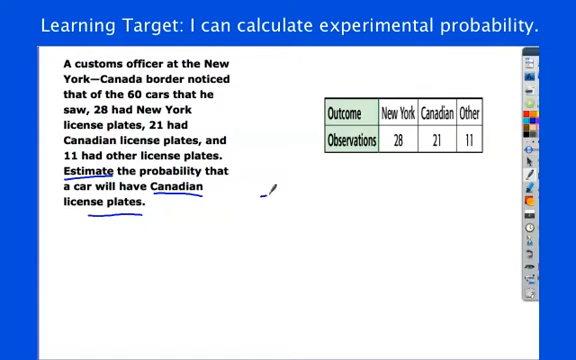 Learning Target: I can calculate experimental probability.
A customs officer at the New
York—Canada border noticed
that of the 60 cars that he
saw, 28 had New York
license plates, 21 had
Canadian license plates, and
11 had other license plates.
Estimate the probability that
a car will have Canadian
license plates.
Outcome New York Canadian Other
Observations 28 21 11